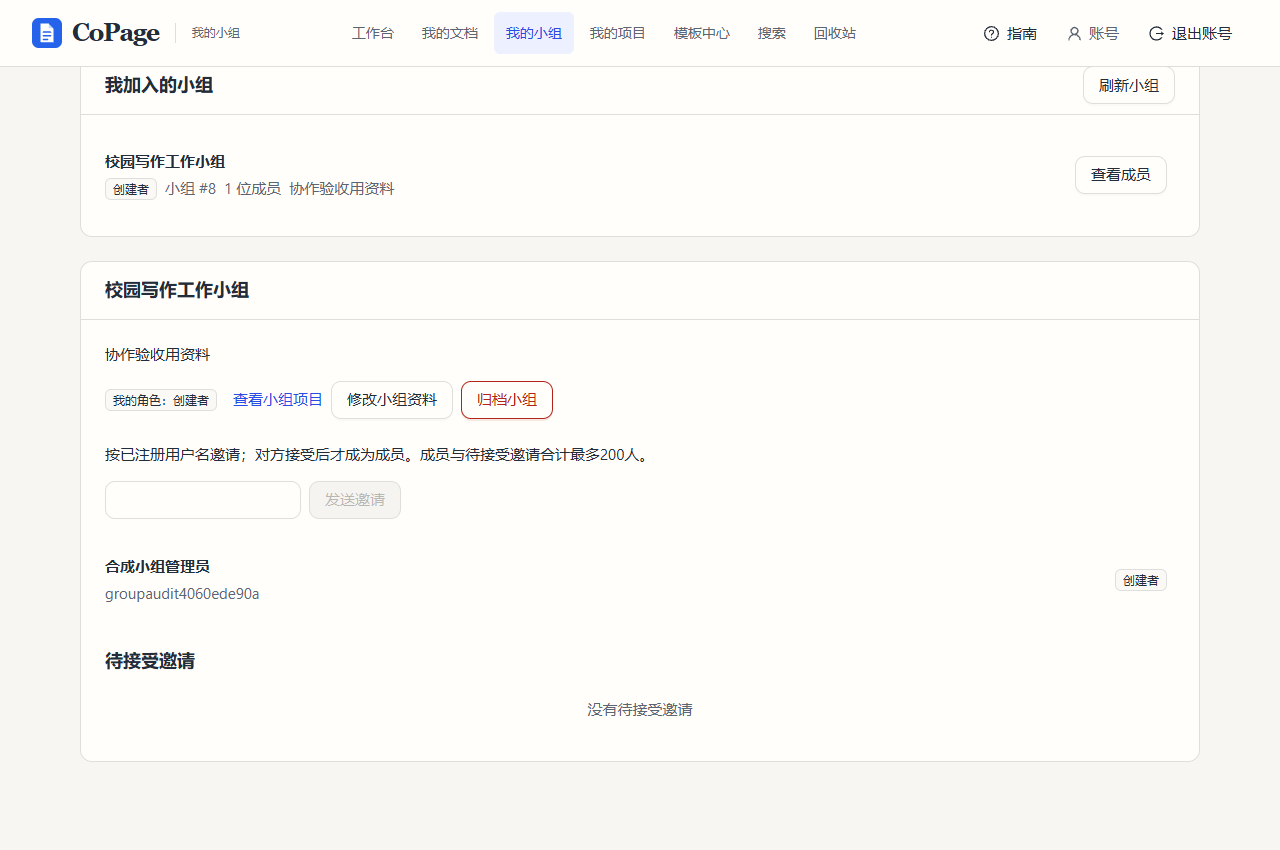 CoPage 我的小组 工作台 我的文档 我的小组 我的项目 模板中心 搜索 回收站 指南 账号 退出账号
我加入的小组 刷新小组
校园写作工作小组
创建者 小组 #8 1 位成员 协作验收用资料 查看成员
校园写作工作小组
协作验收用资料
我的角色：创建者 查看小组项目 修改小组资料 归档小组
按已注册用户名邀请；对方接受后才成为成员。成员与待接受邀请合计最多200人。
发送邀请
合成小组管理员
groupaudit4060ede90a 创建者
待接受邀请
没有待接受邀请